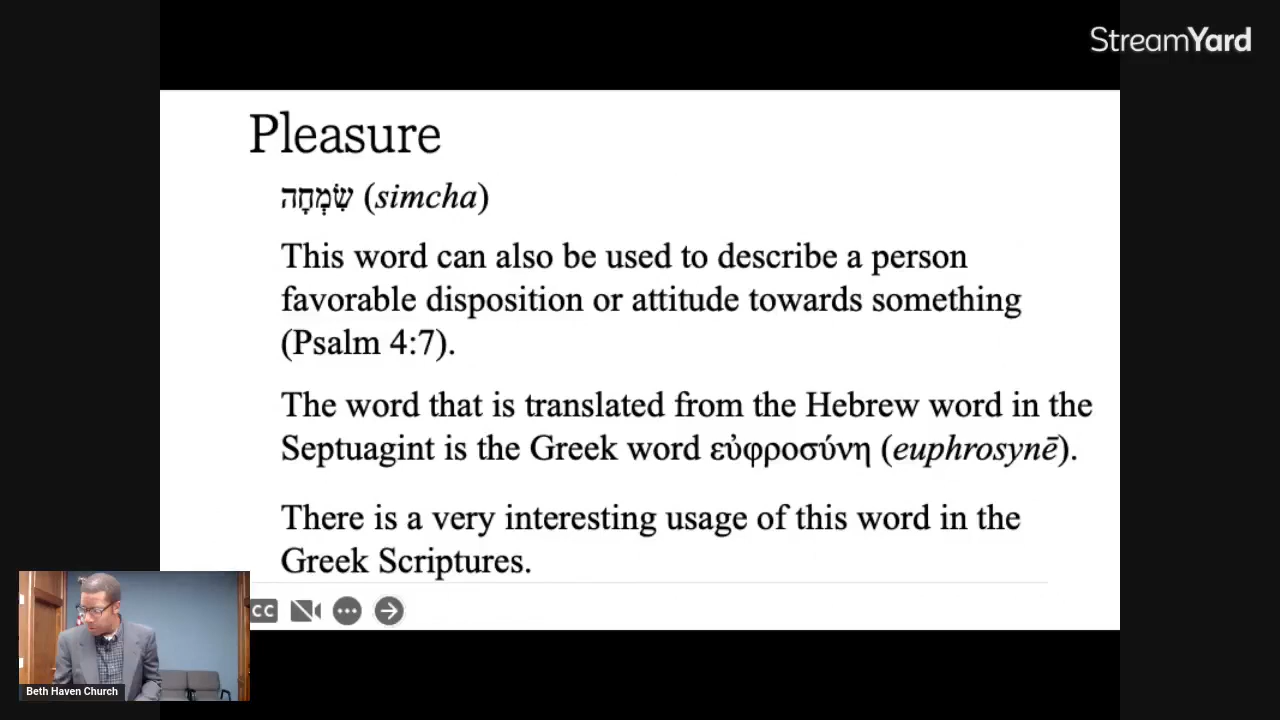 StreamYard
Pleasure
שִׂמְחָה (simcha)
This word can also be used to describe a person
favorable disposition or attitude towards something
(Psalm 4:7).
The word that is translated from the Hebrew word in the
Septuagint is the Greek word εὐφροσύνη (euphrosynē).
There is a very interesting usage of this word in the
Greek Scriptures.
CC
Beth Haven Church